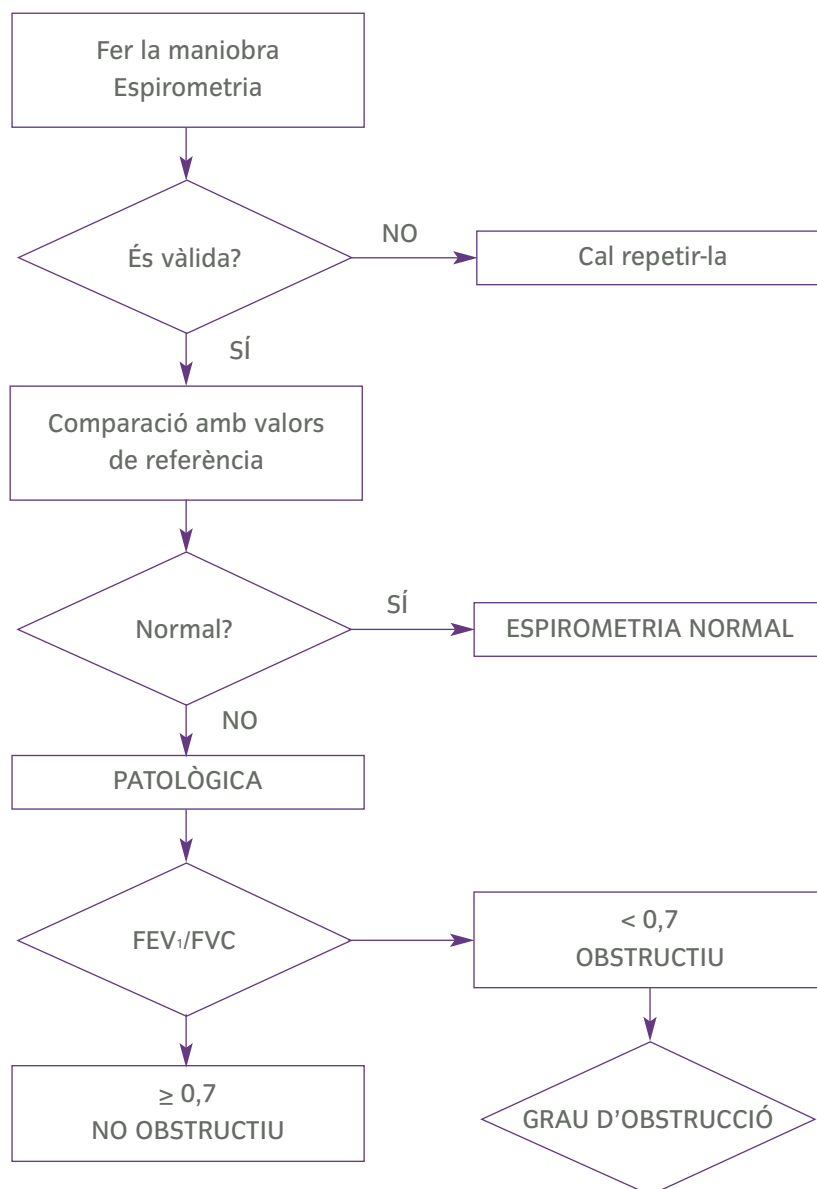 Fer la maniobra
Espirometria
És vàlida?
NO
Cal repetir-la
SÍ
Comparació amb valors
de referència
Normal?
SÍ
ESPIROMETRIA NORMAL
NO
PATOLÒGICA
FEV₁/FVC
< 0,7
OBSTRUCTIU
≥ 0,7
NO OBSTRUCTIU
GRAU D’OBSTRUCCIÓ